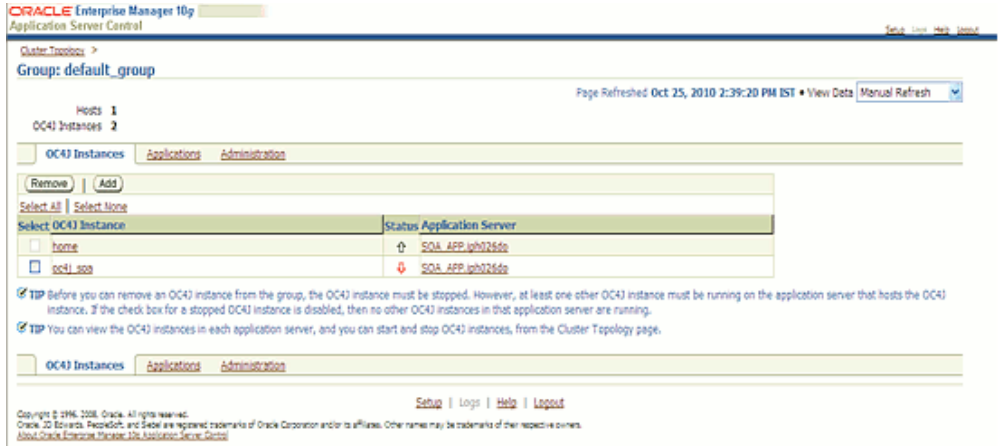 ORACLE Enterprise Manager 10g
Application Server Control
Setup Logs Help Logout
Cluster Topology >
Group: default_group
Page Refreshed Oct 25, 2010 2:39:20 PM IST • View Data Manual Refresh
Hosts 1
OC4J Instances 2
OC4J Instances Applications Administration
Remove | Add
Select All | Select None
Select OC4J Instance Status Application Server
home SOA_APP.iph026do
oc4j_soa SOA_APP.iph026do
TIP Before you can remove an OC4J instance from the group, the OC4J instance must be stopped. However, at least one other OC4J instance must be running on the application server that hosts the OC4J
instance. If the check box for a stopped OC4J instance is disabled, then no other OC4J instances in that application server are running.
TIP You can view the OC4J instances in each application server, and you can start and stop OC4J instances, from the Cluster Topology page.
OC4J Instances Applications Administration
Setup | Logs | Help | Logout
Copyright © 1996, 2008, Oracle. All rights reserved.
Oracle, JD Edwards, PeopleSoft, and Siebel are registered trademarks of Oracle Corporation and/or its affiliates. Other names may be trademarks of their respective owners.
About Oracle Enterprise Manager 10g Application Server Control